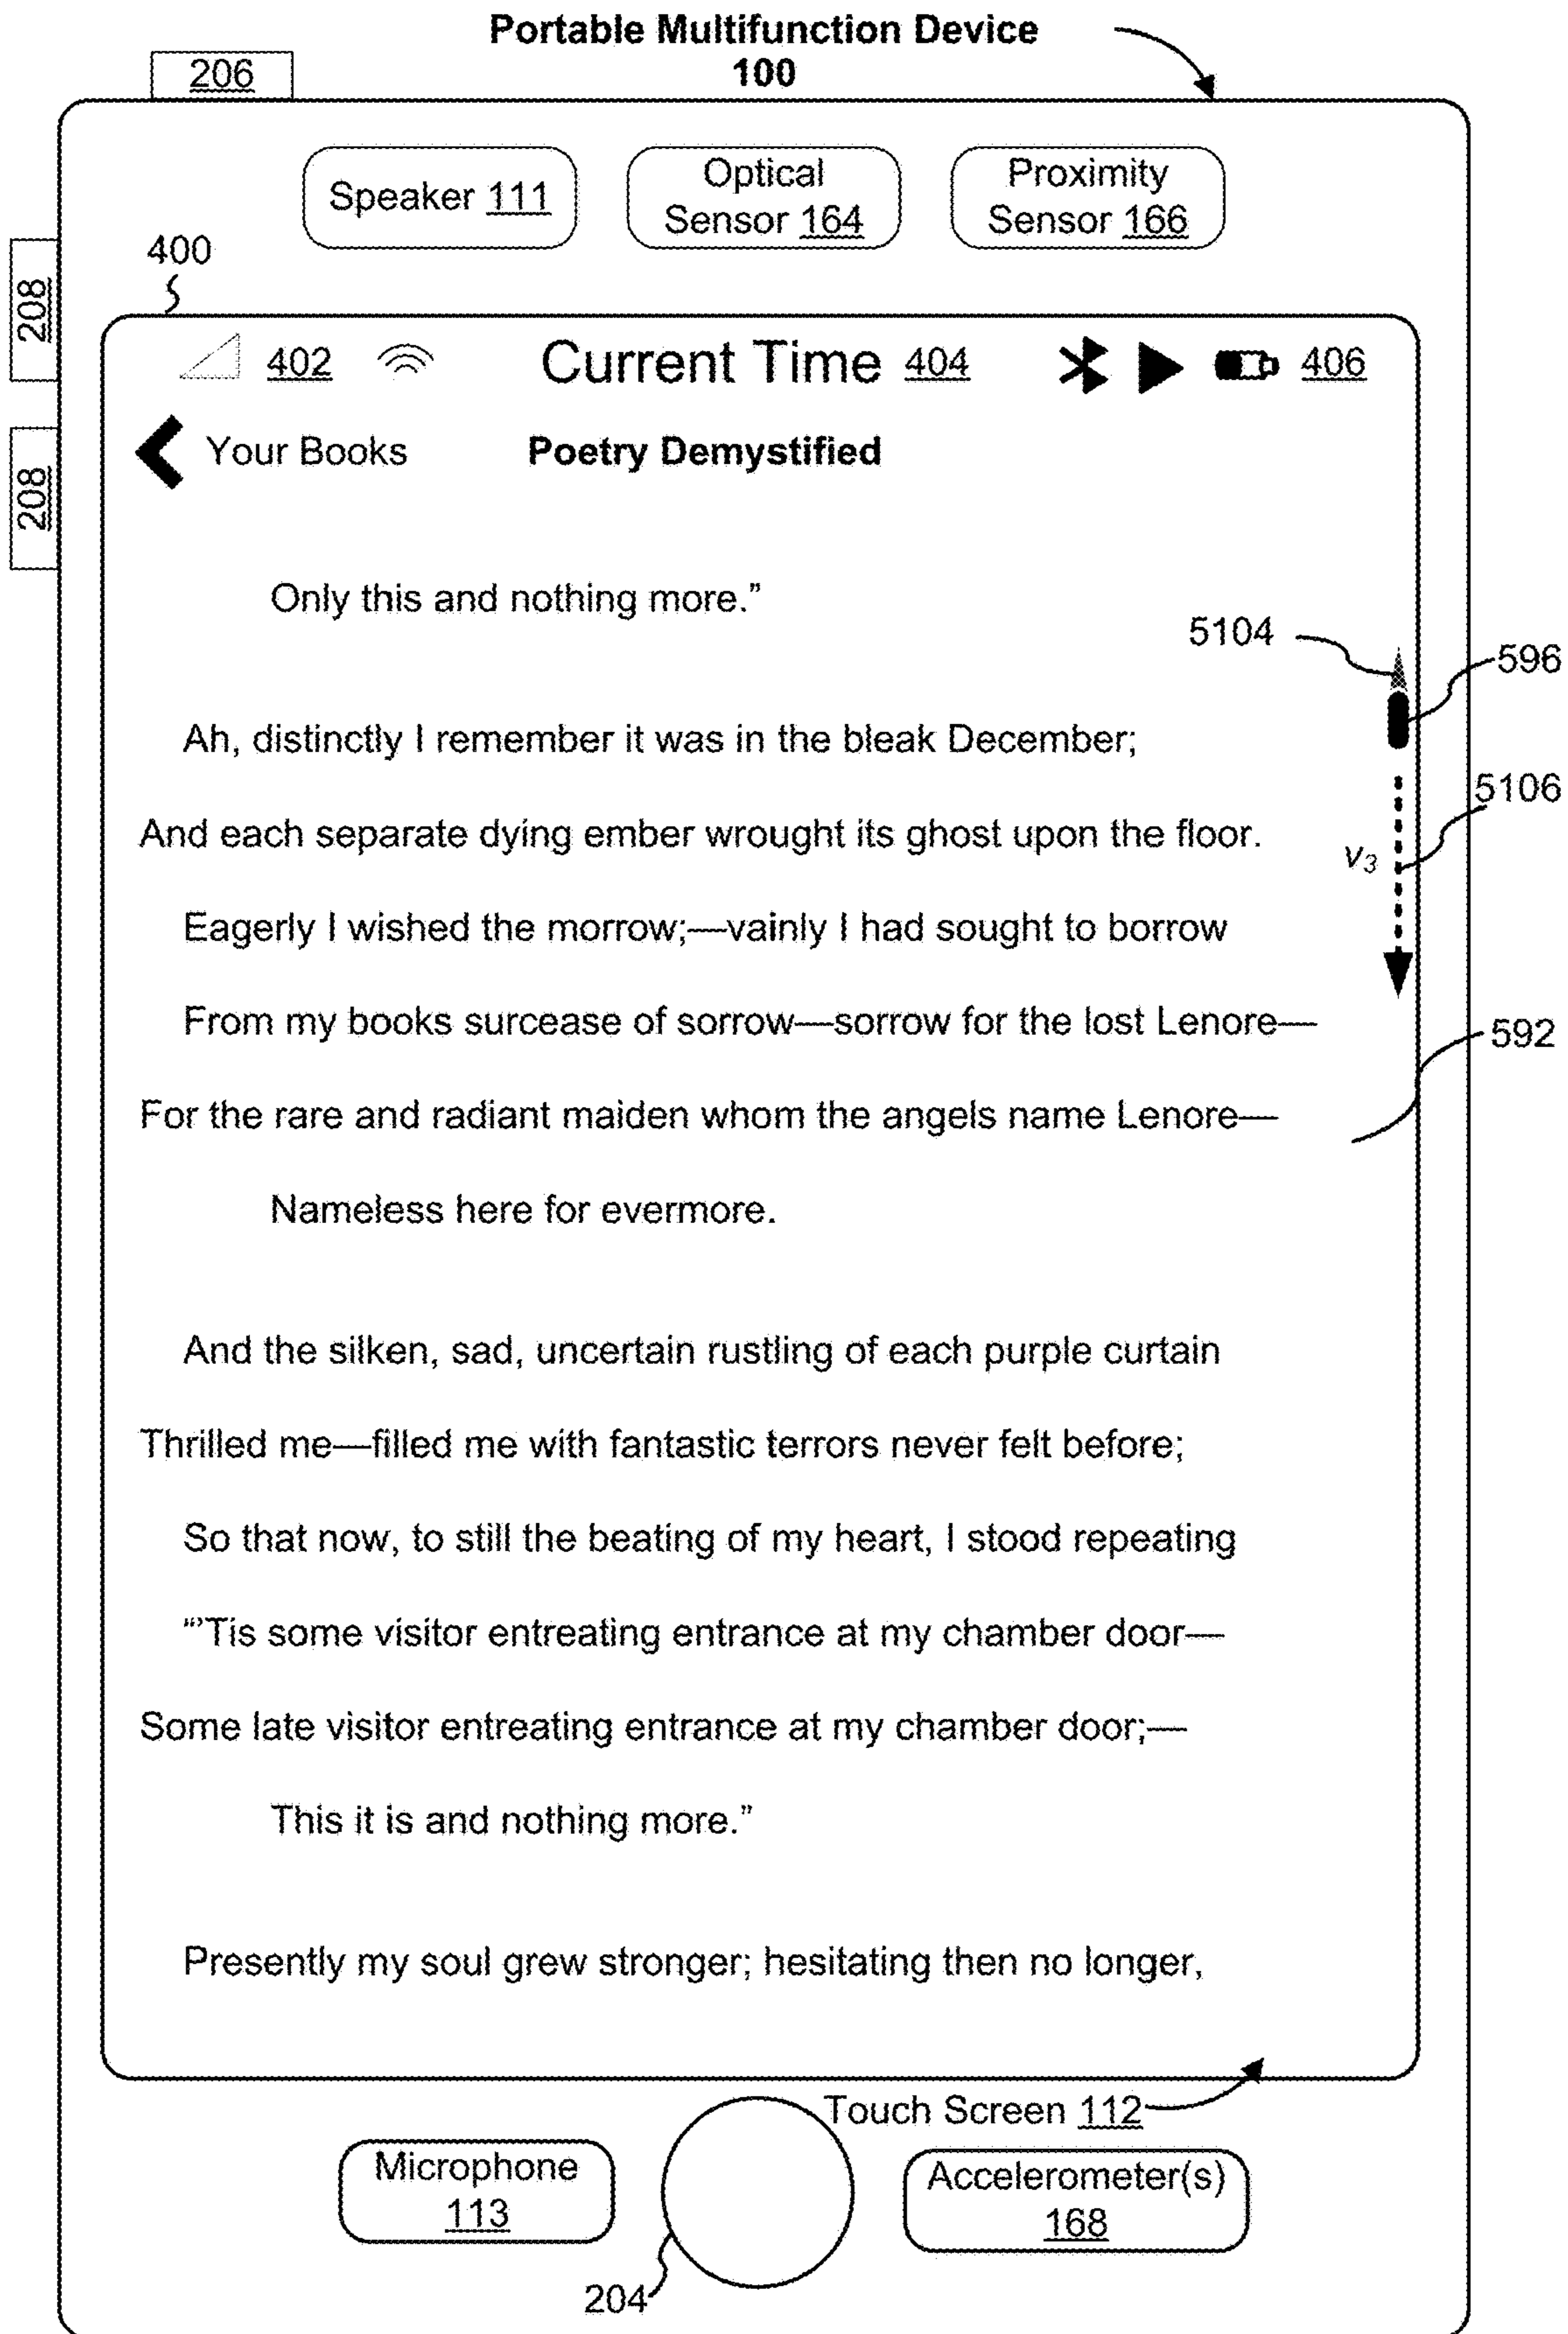 Portable Multifunction Device
100
206
Speaker 111
Optical
Sensor 164
Proximity
Sensor 166
208
400
402
Current Time 404
406
208
Your Books
Poetry Demystified
Only this and nothing more.”
5104
596
Ah, distinctly I remember it was in the bleak December;
5106
And each separate dying ember wrought its ghost upon the floor.
v3
Eagerly I wished the morrow;—vainly I had sought to borrow
From my books surcease of sorrow—sorrow for the lost Lenore—
592
For the rare and radiant maiden whom the angels name Lenore—
Nameless here for evermore.
And the silken, sad, uncertain rustling of each purple curtain
Thrilled me—filled me with fantastic terrors never felt before;
So that now, to still the beating of my heart, I stood repeating
“’Tis some visitor entreating entrance at my chamber door—
Some late visitor entreating entrance at my chamber door;—
This it is and nothing more.”
Presently my soul grew stronger; hesitating then no longer,
Touch Screen 112
Microphone
113
Accelerometer(s)
168
204